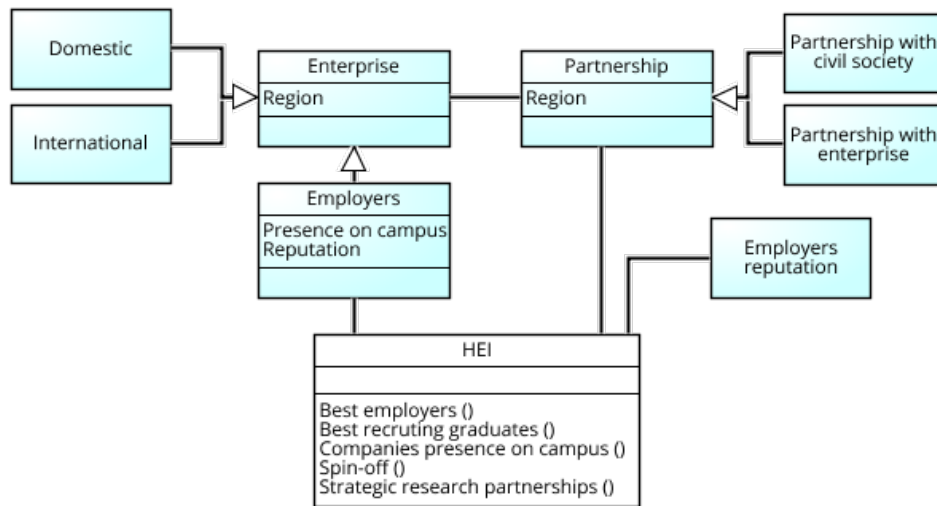 Domestic
International
Enterprise
Region
Partnership
Region
Partnership with
civil society
Partnership with
enterprise
Employers
Presence on campus
Reputation
Employers
reputation
HEI
Best employers ()
Best recruting graduates ()
Companies presence on campus ()
Spin-off ()
Strategic research partnerships ()